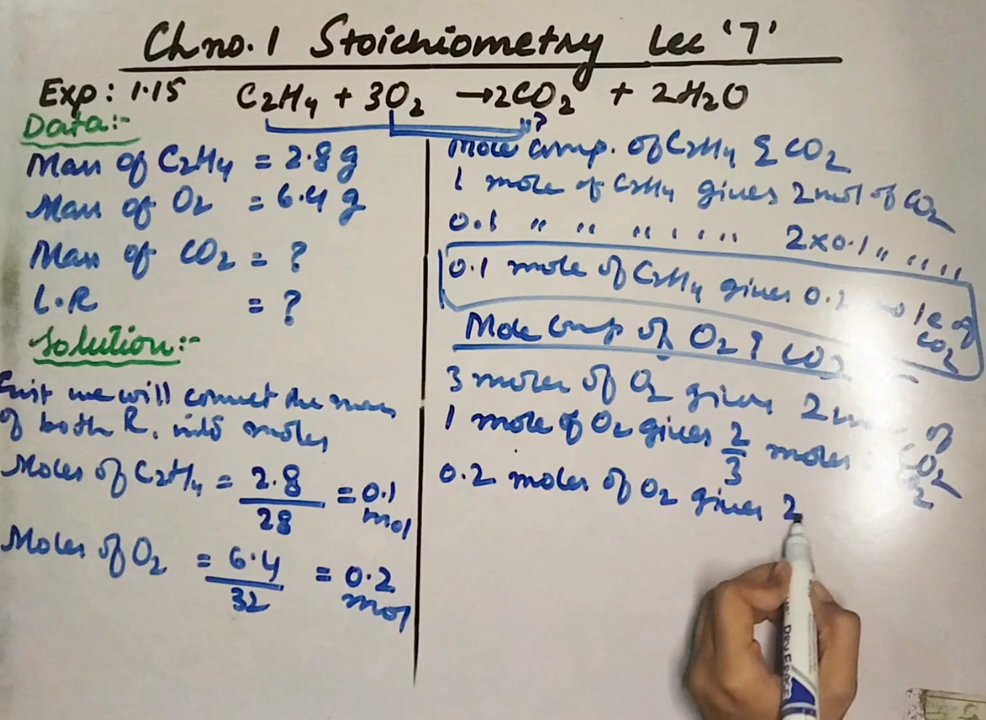 Ch no. 1 Stoichiometry Lec '7'
Exp: 1.15 C2H4 + 3O2 → 2CO2 + 2H2O
?
Data:-
Mass of C2H4 = 2.8g
Mass of O2 = 6.4 g
Mass of CO2 = ?
L.R = ?
Solution:-
First we will convert the mass
of both R. into moles
Moles of C2H4 = 2.8/28 = 0.1 mol
Moles of O2 = 6.4/32 = 0.2 mol
Mole comp. of C2H4 & CO2
1 mole of C2H4 gives 2 mol of CO2
0.1 " " " " " 2×0.1 " " "
0.1 mole of C2H4 gives 0.2 mole of CO2
Mole comp of O2 & CO2
3 moles of O2 gives 2 of CO2
1 mole of O2 gives 2/3 moles CO2
0.2 moles of O2 gives 2